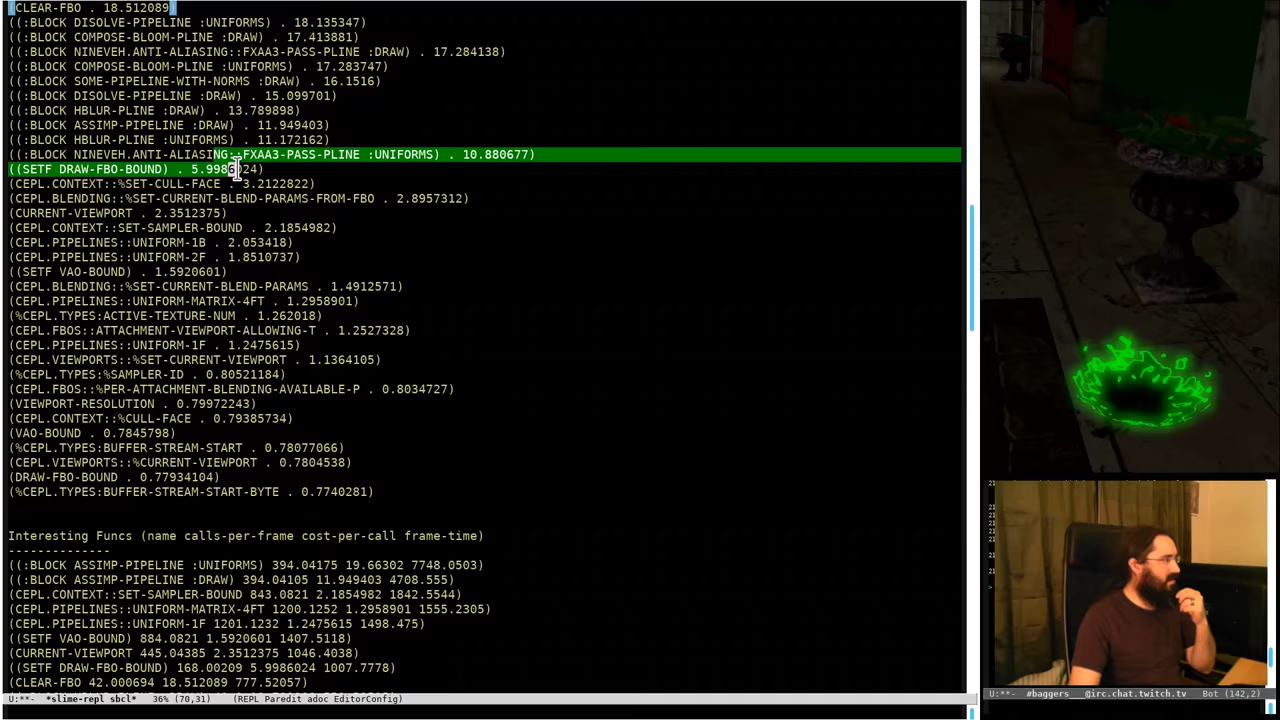 (CLEAR-FBO . 18.512089)
((:BLOCK DISOLVE-PIPELINE :UNIFORMS) . 18.135347)
((:BLOCK COMPOSE-BLOOM-PLINE :DRAW) . 17.413881)
((:BLOCK NINEVEH.ANTI-ALIASING::FXAA3-PASS-PLINE :DRAW) . 17.284138)
((:BLOCK COMPOSE-BLOOM-PLINE :UNIFORMS) . 17.283747)
((:BLOCK SOME-PIPELINE-WITH-NORMS :DRAW) . 16.1516)
((:BLOCK DISOLVE-PIPELINE :DRAW) . 15.099701)
((:BLOCK HBLUR-PLINE :DRAW) . 13.789898)
((:BLOCK ASSIMP-PIPELINE :DRAW) . 11.949403)
((:BLOCK HBLUR-PLINE :UNIFORMS) . 11.172162)
((:BLOCK NINEVEH.ANTI-ALIASING::FXAA3-PASS-PLINE :UNIFORMS) . 10.880677)
((SETF DRAW-FBO-BOUND) . 5.9986024)
(CEPL.CONTEXT::%SET-CULL-FACE . 3.2122822)
(CEPL.BLENDING::%SET-CURRENT-BLEND-PARAMS-FROM-FBO . 2.8957312)
(CURRENT-VIEWPORT . 2.3512375)
(CEPL.CONTEXT::SET-SAMPLER-BOUND . 2.1854982)
(CEPL.PIPELINES::UNIFORM-1B . 2.053418)
(CEPL.PIPELINES::UNIFORM-2F . 1.8510737)
((SETF VAO-BOUND) . 1.5920601)
(CEPL.BLENDING::%SET-CURRENT-BLEND-PARAMS . 1.4912571)
(CEPL.PIPELINES::UNIFORM-MATRIX-4FT . 1.2958901)
(%CEPL.TYPES:ACTIVE-TEXTURE-NUM . 1.262018)
(CEPL.FBOS::ATTACHMENT-VIEWPORT-ALLOWING-T . 1.2527328)
(CEPL.PIPELINES::UNIFORM-1F . 1.2475615)
(CEPL.VIEWPORTS::%SET-CURRENT-VIEWPORT . 1.1364105)
(%CEPL.TYPES:%SAMPLER-ID . 0.80521184)
(CEPL.FBOS::%PER-ATTACHMENT-BLENDING-AVAILABLE-P . 0.8034727)
(VIEWPORT-RESOLUTION . 0.79972243)
(CEPL.CONTEXT::%CULL-FACE . 0.79385734)
(VAO-BOUND . 0.7845798)
(%CEPL.TYPES:BUFFER-STREAM-START . 0.78077066)
(CEPL.VIEWPORTS::%CURRENT-VIEWPORT . 0.7804538)
(DRAW-FBO-BOUND . 0.77934104)
(%CEPL.TYPES:BUFFER-STREAM-START-BYTE . 0.7740281)
Interesting Funcs (name calls-per-frame cost-per-call frame-time)
--------------
((:BLOCK ASSIMP-PIPELINE :UNIFORMS) 394.04175 19.66302 7748.0503)
((:BLOCK ASSIMP-PIPELINE :DRAW) 394.04105 11.949403 4708.555)
(CEPL.CONTEXT::SET-SAMPLER-BOUND 843.0821 2.1854982 1842.5544)
(CEPL.PIPELINES::UNIFORM-MATRIX-4FT 1200.1252 1.2958901 1555.2305)
(CEPL.PIPELINES::UNIFORM-1F 1201.1232 1.2475615 1498.475)
((SETF VAO-BOUND) 884.0821 1.5920601 1407.5118)
(CURRENT-VIEWPORT 445.04385 2.3512375 1046.4038)
((SETF DRAW-FBO-BOUND) 168.00209 5.9986024 1007.7778)
(CLEAR-FBO 42.000694 18.512089 777.52057)
U:**- *slime-repl sbcl* 36% (70,31) (REPL Paredit adoc EditorConfig)
U:**- #baggers___@irc.chat.twitch.tv Bot (142,2)